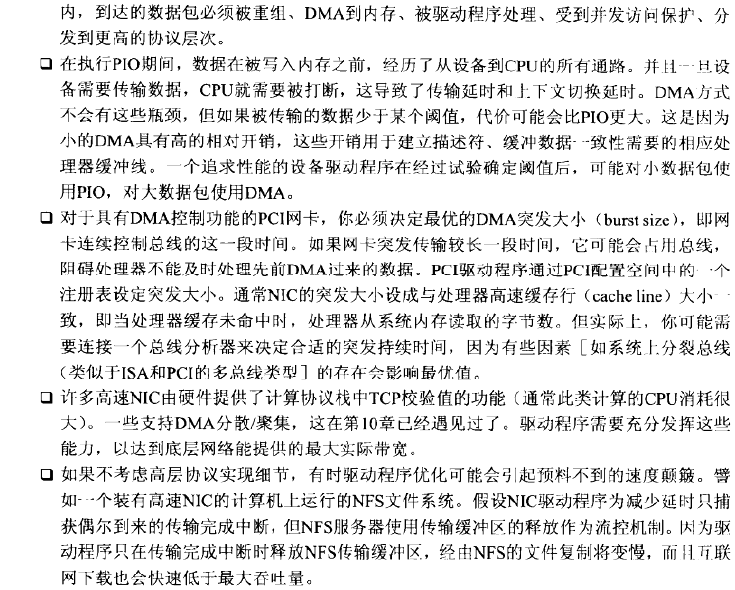 内，到达的数据包必须被重组、DMA到内存、被驱动程序处理、受到并发访问保护、分
发到更高的协议层次。
❑ 在执行PIO期间，数据在被写入内存之前，经历了从设备到CPU的所有通路。并且一旦设
备需要传输数据，CPU就需要被打断，这导致了传输延时和上下文切换延时。DMA方式
不会有这些瓶颈，但如果被传输的数据少于某个阈值，代价可能会比PIO更大。这是因为
小的DMA具有高的相对开销，这些开销用于建立描述符、缓冲数据一致性需要的相应处
理器缓冲线。一个追求性能的设备驱动程序在经过试验确定阈值后，可能对小数据包使
用PIO，对大数据包使用DMA。
❑ 对于具有DMA控制功能的PCI网卡，你必须决定最优的DMA突发大小（burst size），即网
卡连续控制总线的这一段时间。如果网卡突发传输较长一段时间，它可能会占用总线，
阻碍处理器不能及时处理先前DMA过来的数据。PCI驱动程序通过PCI配置空间中的一个
注册表设定突发大小。通常NIC的突发大小设成与处理器高速缓存行（cache line）大小一
致，即当处理器缓存未命中时，处理器从系统内存读取的字节数。但实际上，你可能需
要连接一个总线分析器来决定合适的突发持续时间，因为有些因素［如系统上分裂总线
（类似于ISA和PCI的多总线类型］的存在会影响最优值。
❑ 许多高速NIC由硬件提供了计算协议栈中TCP校验值的功能（通常此类计算的CPU消耗很
大）。一些支持DMA分散/聚集，这在第10章已经遇见过了。驱动程序需要充分发挥这些
能力，以达到底层网络能提供的最大实际带宽。
❑ 如果不考虑高层协议实现细节，有时驱动程序优化可能会引起预料不到的速度颠簸。譬
如一个装有高速NIC的计算机上运行的NFS文件系统。假设NIC驱动程序为减少延时只捕
获偶尔到来的传输完成中断，但NFS服务器使用传输缓冲区的释放作为流控机制。因为驱
动程序只在传输完成中断时释放NFS传输缓冲区，经由NFS的文件复制将变慢，而且互联
网下载也会快速低于最大吞吐量。